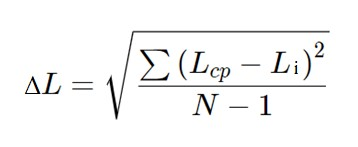 ΔL = √(∑(L_cp − L_i)² / (N − 1))